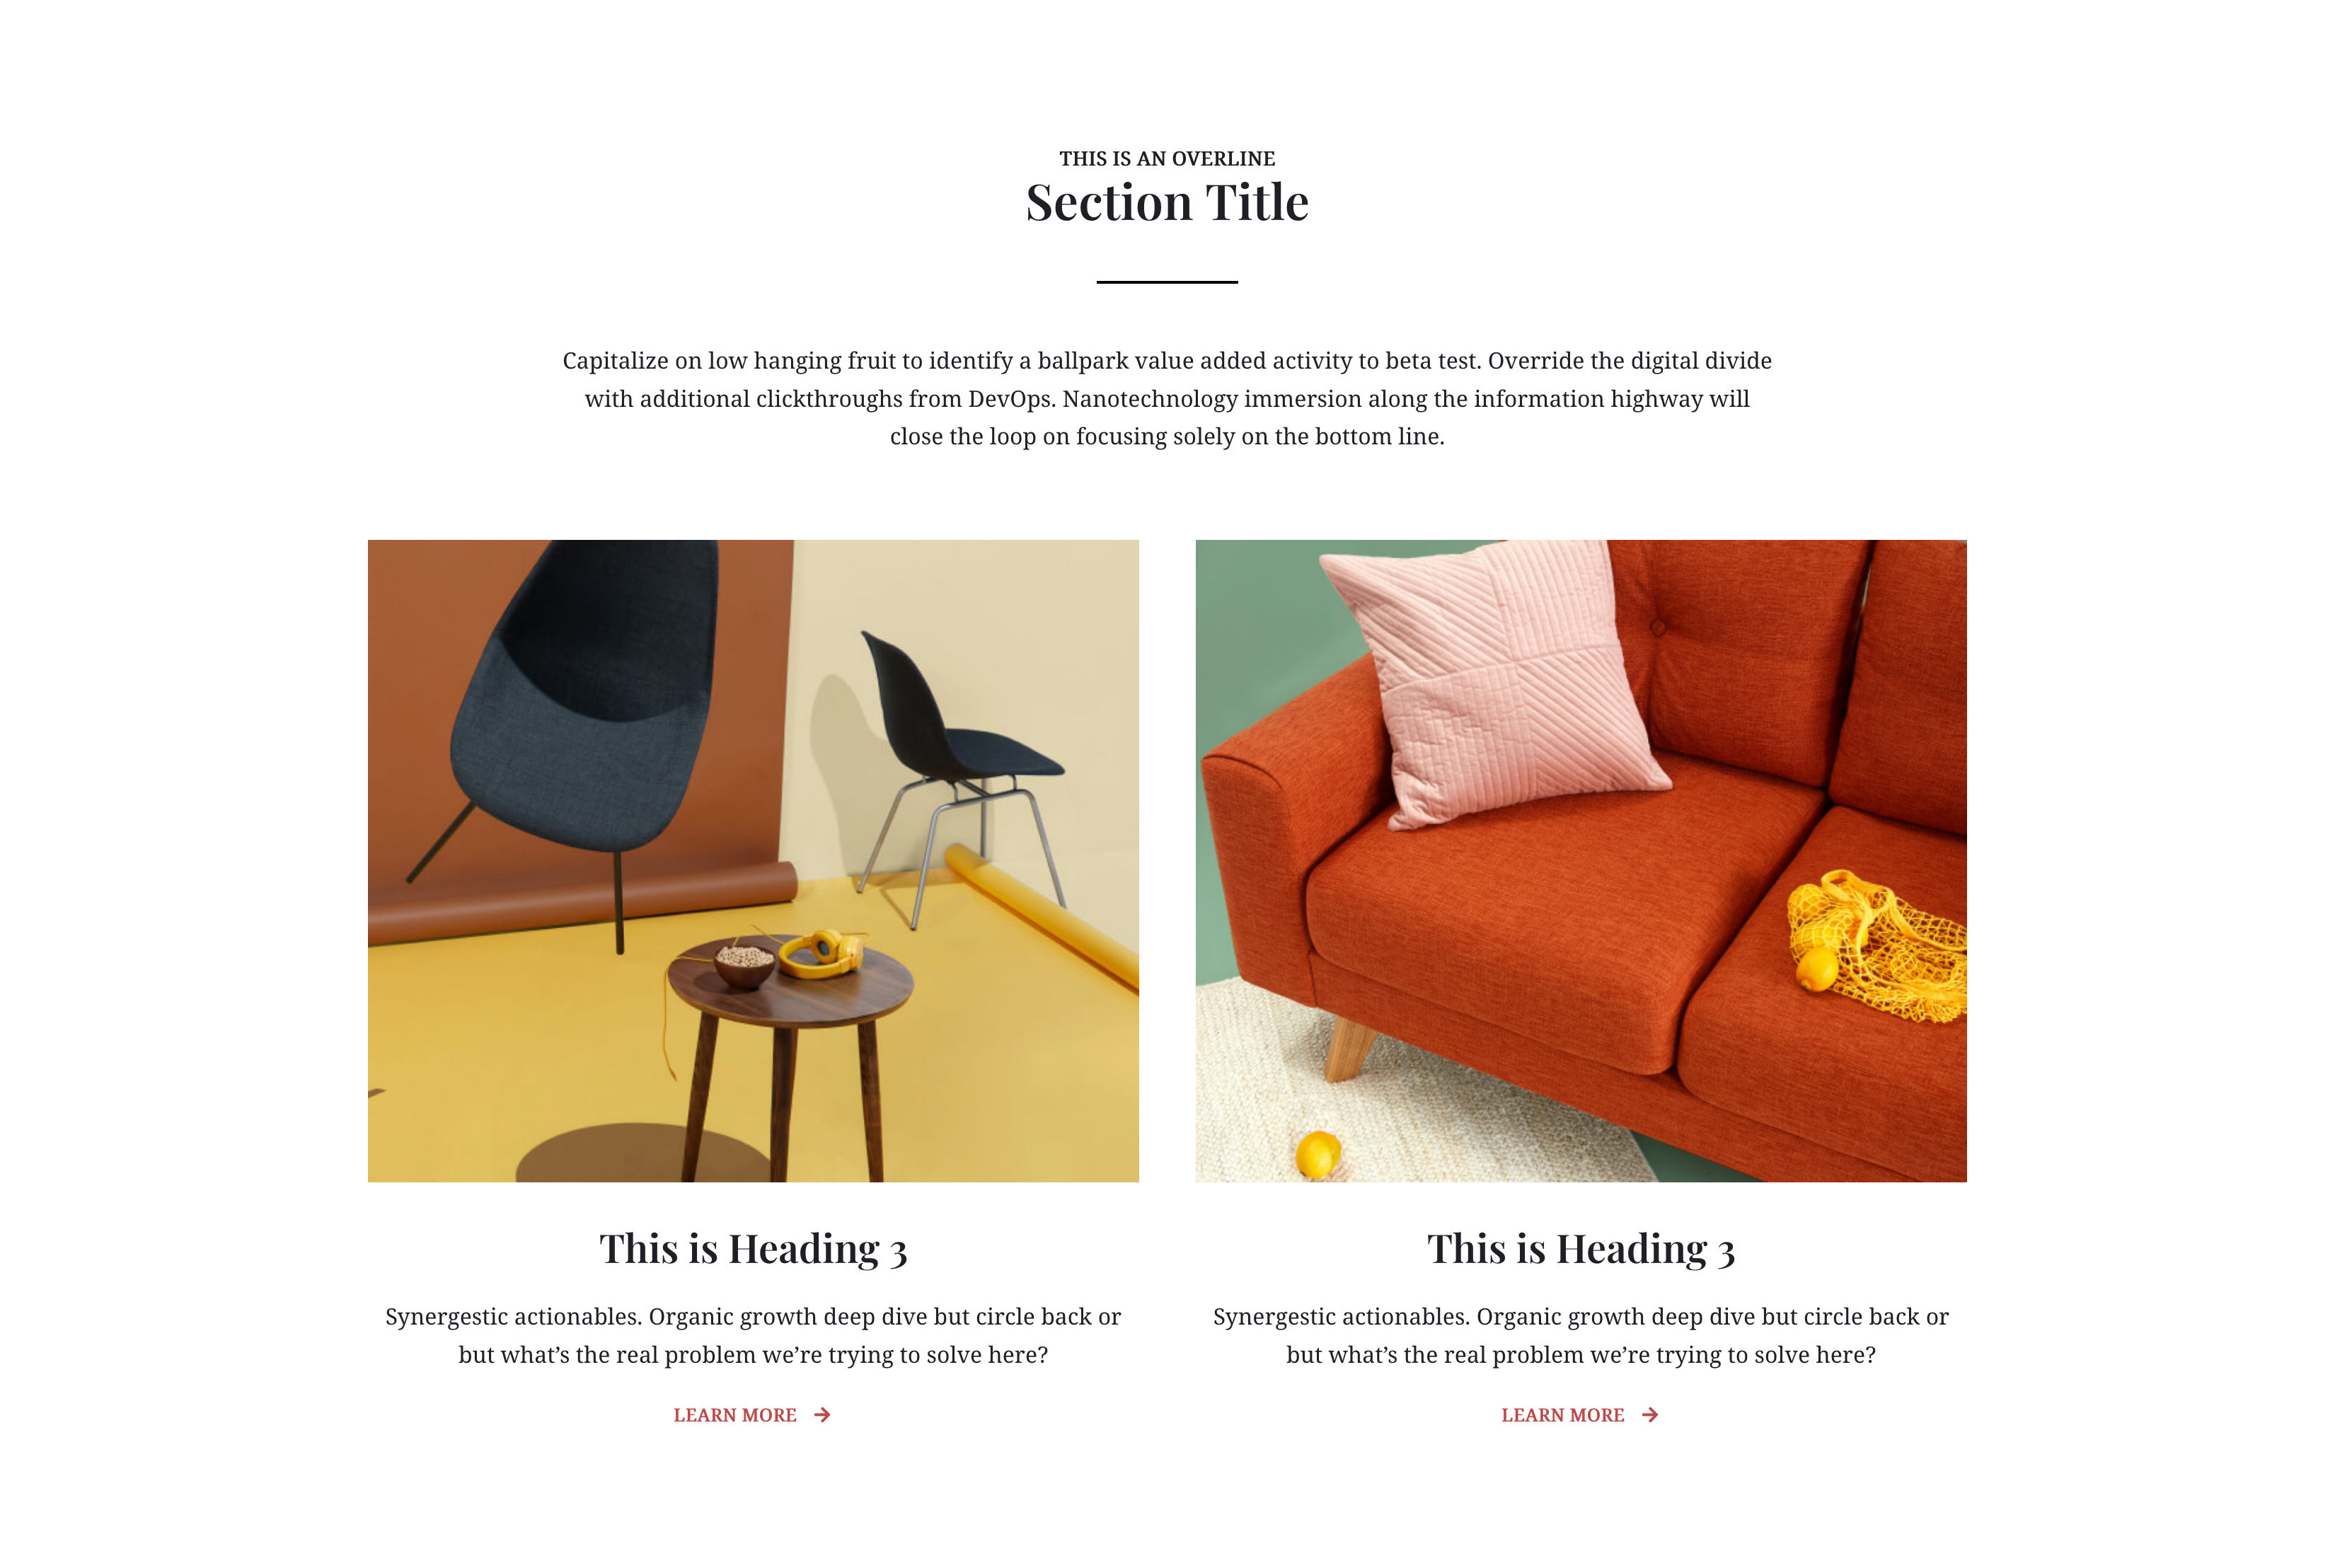 THIS IS AN OVERLINE
Section Title
Capitalize on low hanging fruit to identify a ballpark value added activity to beta test. Override the digital divide
with additional clickthroughs from DevOps. Nanotechnology immersion along the information highway will
close the loop on focusing solely on the bottom line.
This is Heading 3
Synergestic actionables. Organic growth deep dive but circle back or
but what’s the real problem we’re trying to solve here?
LEARN MORE
This is Heading 3
Synergestic actionables. Organic growth deep dive but circle back or
but what’s the real problem we’re trying to solve here?
LEARN MORE